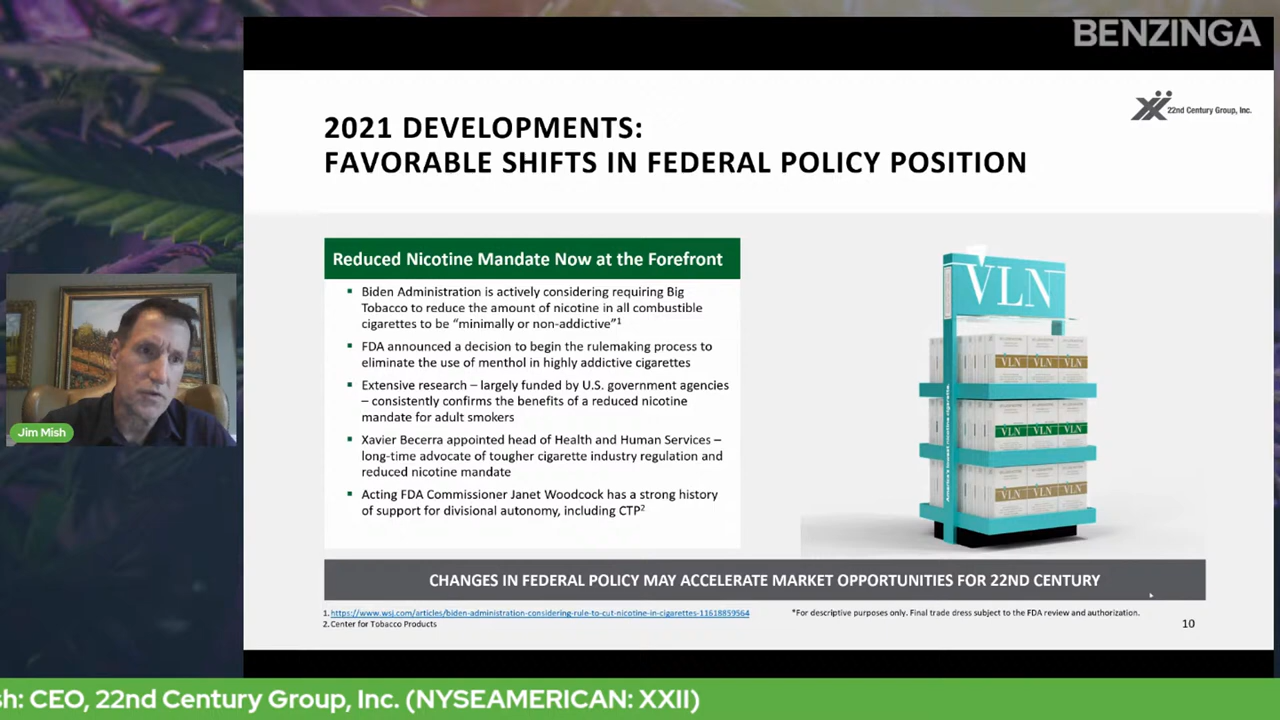 BENZINGA
22nd Century Group, Inc.
2021 DEVELOPMENTS:
FAVORABLE SHIFTS IN FEDERAL POLICY POSITION
Reduced Nicotine Mandate Now at the Forefront
▪ Biden Administration is actively considering requiring Big
Tobacco to reduce the amount of nicotine in all combustible
cigarettes to be “minimally or non-addictive”1
▪ FDA announced a decision to begin the rulemaking process to
eliminate the use of menthol in highly addictive cigarettes
▪ Extensive research – largely funded by U.S. government agencies
– consistently confirms the benefits of a reduced nicotine
mandate for adult smokers
▪ Xavier Becerra appointed head of Health and Human Services –
long-time advocate of tougher cigarette industry regulation and
reduced nicotine mandate
▪ Acting FDA Commissioner Janet Woodcock has a strong history
of support for divisional autonomy, including CTP2
VLN
VLN VLN VLN
VLN VLN VLN
VLN VLN VLN
America's lowest nicotine cigarette.
Jim Mish
CHANGES IN FEDERAL POLICY MAY ACCELERATE MARKET OPPORTUNITIES FOR 22ND CENTURY
1. https://www.wsj.com/articles/biden-administration-considering-rule-to-cut-nicotine-in-cigarettes-11618859564
2. Center for Tobacco Products
*For descriptive purposes only. Final trade dress subject to the FDA review and authorization.
10
sh: CEO, 22nd Century Group, Inc. (NYSEAMERICAN: XXII)